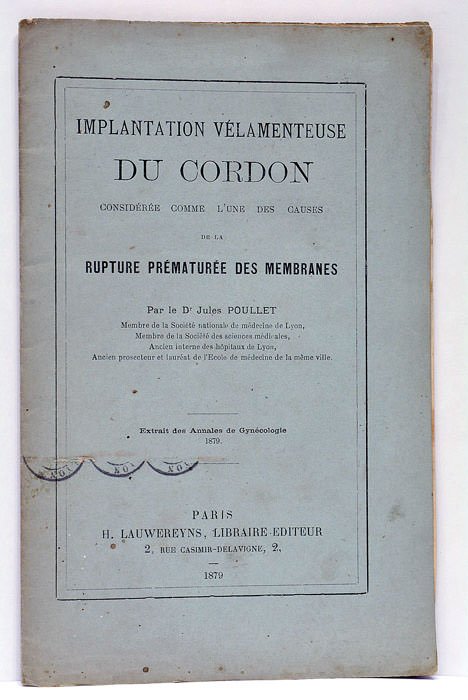 IMPLANTATION VÉLAMENTEUSE
DU CORDON
CONSIDÉRÉE COMME L'UNE DES CAUSES
DE LA
RUPTURE PRÉMATURÉE DES MEMBRANES
Par le Dr Jules POULLET
Membre de la Société nationale de médecine de Lyon,
Membre de la Société des sciences médicales,
Ancien interne des hôpitaux de Lyon,
Ancien prosecteur et lauréat de l'Ecole de médecine de la même ville.
Extrait des Annales de Gynécologie
1879.
PARIS
H. LAUWEREYNS, LIBRAIRE-EDITEUR
2, RUE CASIMIR-DELAVIGNE, 2,
1879